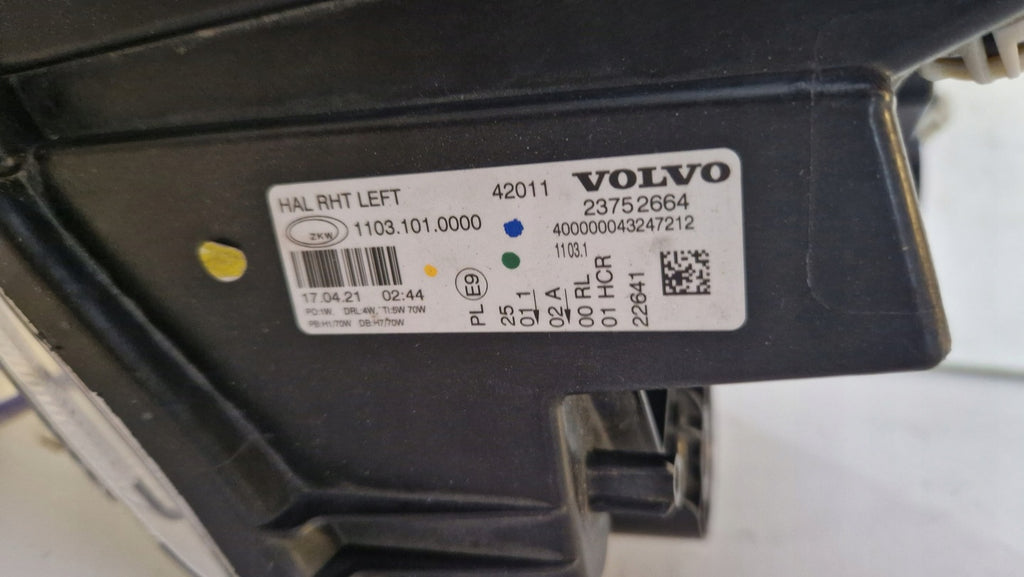 HAL RHT LEFT
42011
VOLVO
ZKW
1103.101.0000
23752664
400000043247212
1103.1
17.04.21 02:44
PO:1W DRL:4W TI:5W 70W
PB:H1/70W DB:H7/70W
PL E9
25
01 1
02 A
00 RL
01 HCR
22641